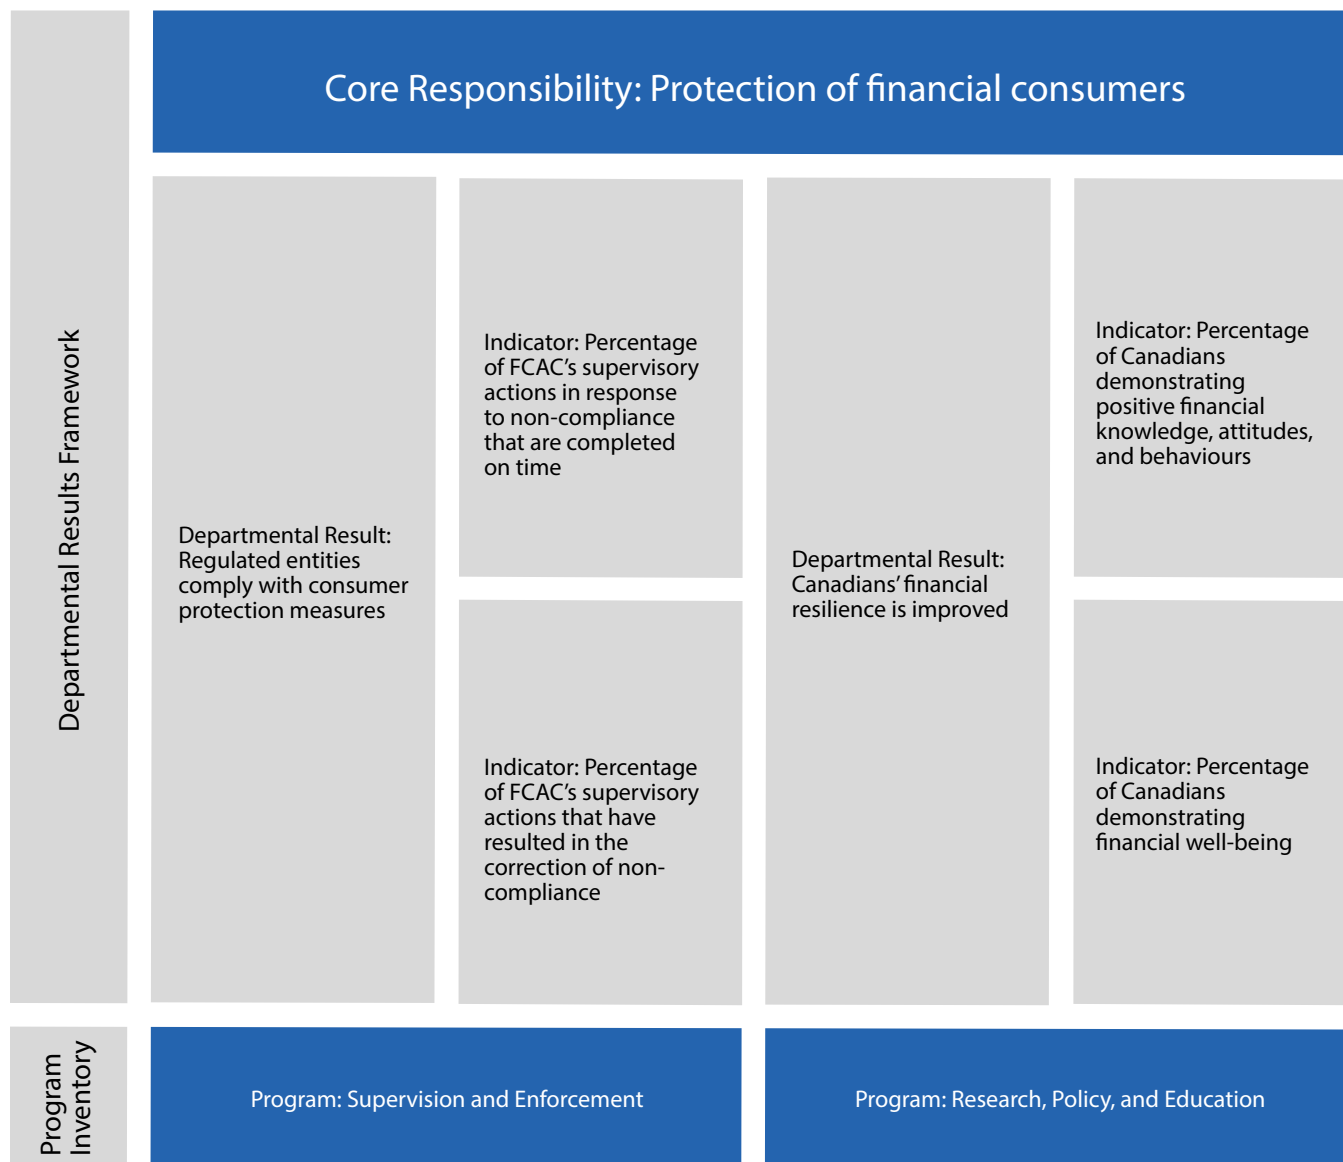 Core Responsibility: Protection of financial consumers
Departmental Results Framework
Departmental Result:
Regulated entities
comply with consumer
protection measures
Indicator: Percentage
of FCAC’s supervisory
actions in response
to non-compliance
that are completed
on time
Indicator: Percentage
of FCAC’s supervisory
actions that have
resulted in the
correction of non-
compliance
Departmental Result:
Canadians’ financial
resilience is improved
Indicator: Percentage
of Canadians
demonstrating
positive financial
knowledge, attitudes,
and behaviours
Indicator: Percentage
of Canadians
demonstrating
financial well-being
Program
Inventory
Program: Supervision and Enforcement
Program: Research, Policy, and Education